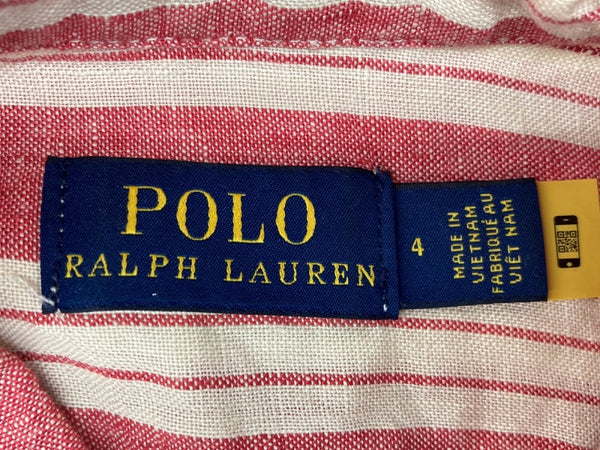 POLO
RALPH LAUREN
4
MADE IN
VIETNAM
FABRIQUÉ AU
VIÊT NAM